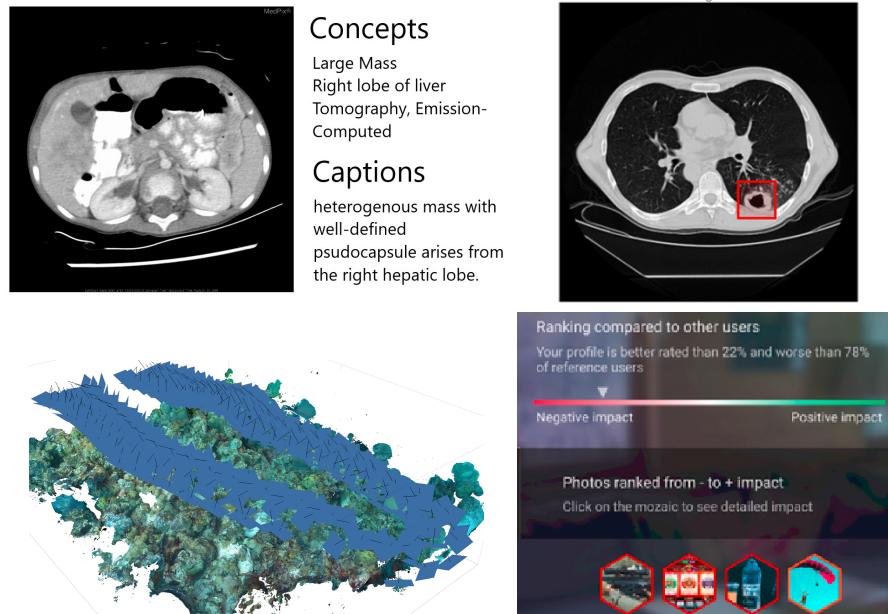 MedPix
Concepts
Large Mass
Right lobe of liver
Tomography, Emission-
Computed
Captions
heterogenous mass with
well-defined
psudocapsule arises from
the right hepatic lobe.
Ranking compared to other users
Your profile is better rated than 22% and worse than 78%
of reference users
Negative impact
Positive impact
Photos ranked from - to + impact
Click on the mozaic to see detailed impact